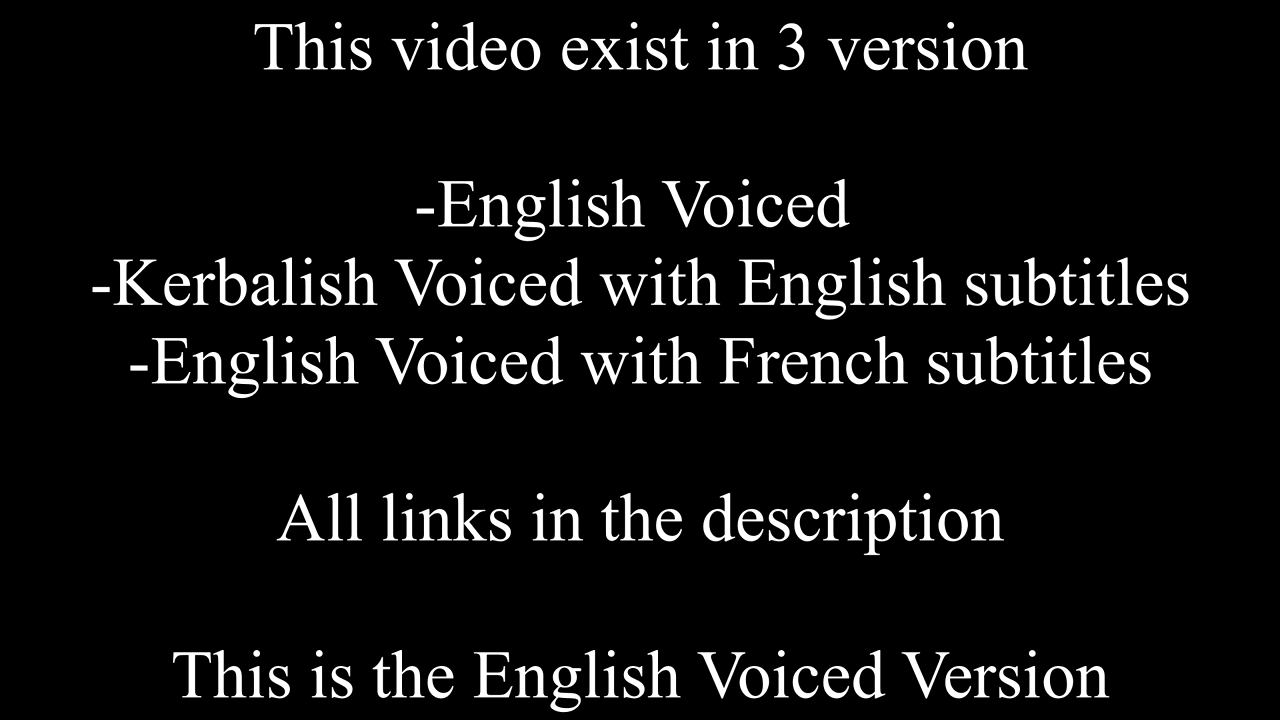 This video exist in 3 version
-English Voiced
-Kerbalish Voiced with English subtitles
-English Voiced with French subtitles
All links in the description
This is the English Voiced Version